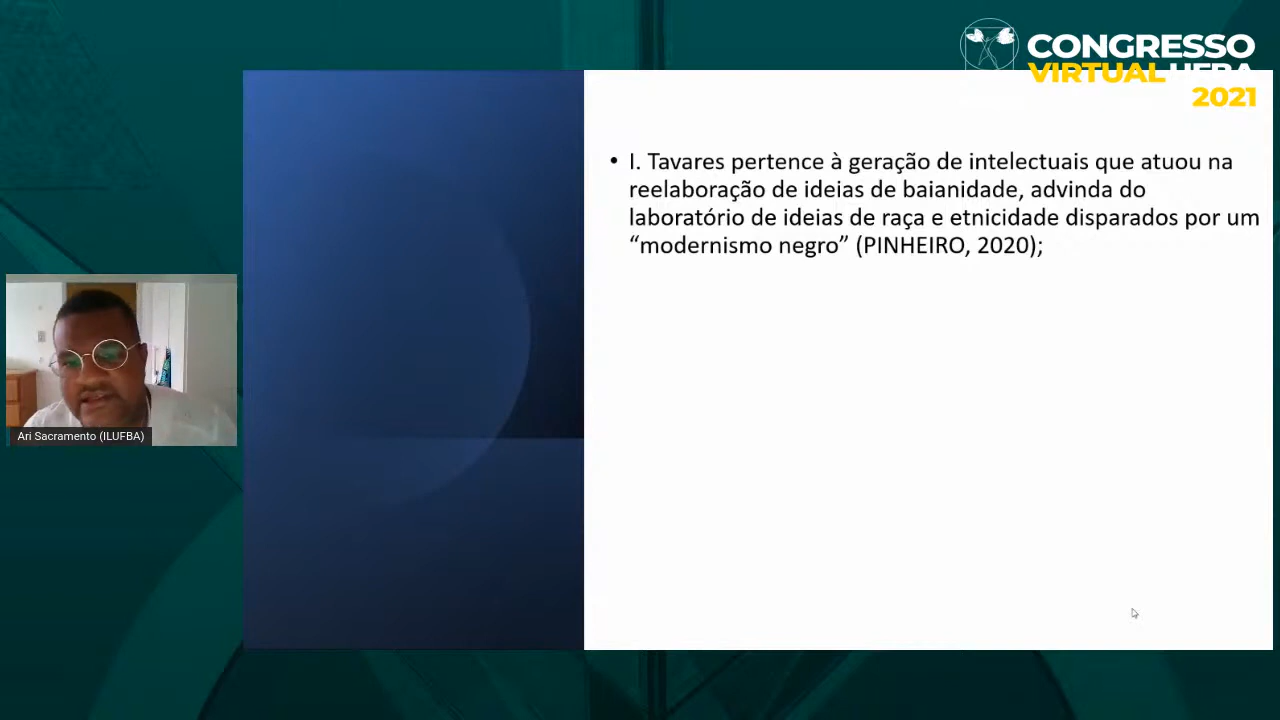 CONGRESSO
VIRTUAL UFBA
2021
• I. Tavares pertence à geração de intelectuais que atuou na
reelaboração de ideias de baianidade, advinda do
laboratório de ideias de raça e etnicidade disparados por um
“modernismo negro” (PINHEIRO, 2020);
Ari Sacramento (ILUFBA)